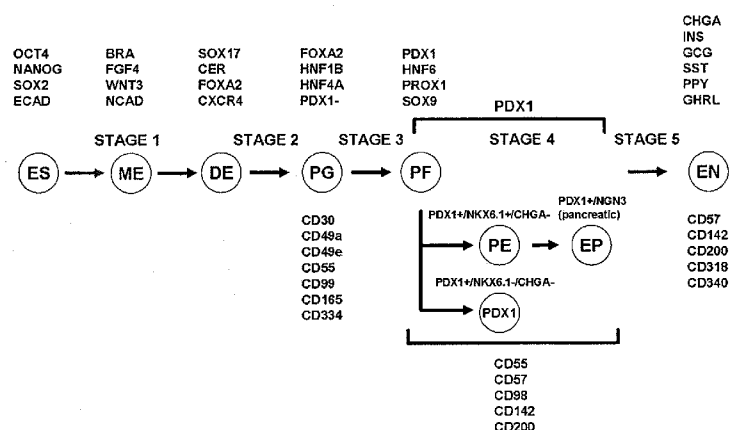 OCT4
NANOG
SOX2
ECAD
BRA
FGF4
WNT3
NCAD
SOX17
CER
FOXA2
CXCR4
FOXA2
HNF1B
HNF4A
PDX1-
PDX1
HNF6
PROX1
SOX9
CHGA
INS
GCG
SST
PPY
GHRL
PDX1
STAGE 1
STAGE 2
STAGE 3
STAGE 4
STAGE 5
ES
ME
DE
PG
PF
EN
CD30
CD49a
CD49e
CD55
CD99
CD165
CD334
PDX1+/NKX6.1+/CHGA-
PE
PDX1+/NGN3
(pancreatic)
EP
PDX1+/NKX6.1-/CHGA-
PDX1
CD57
CD142
CD200
CD318
CD340
CD55
CD57
CD98
CD142
CD200